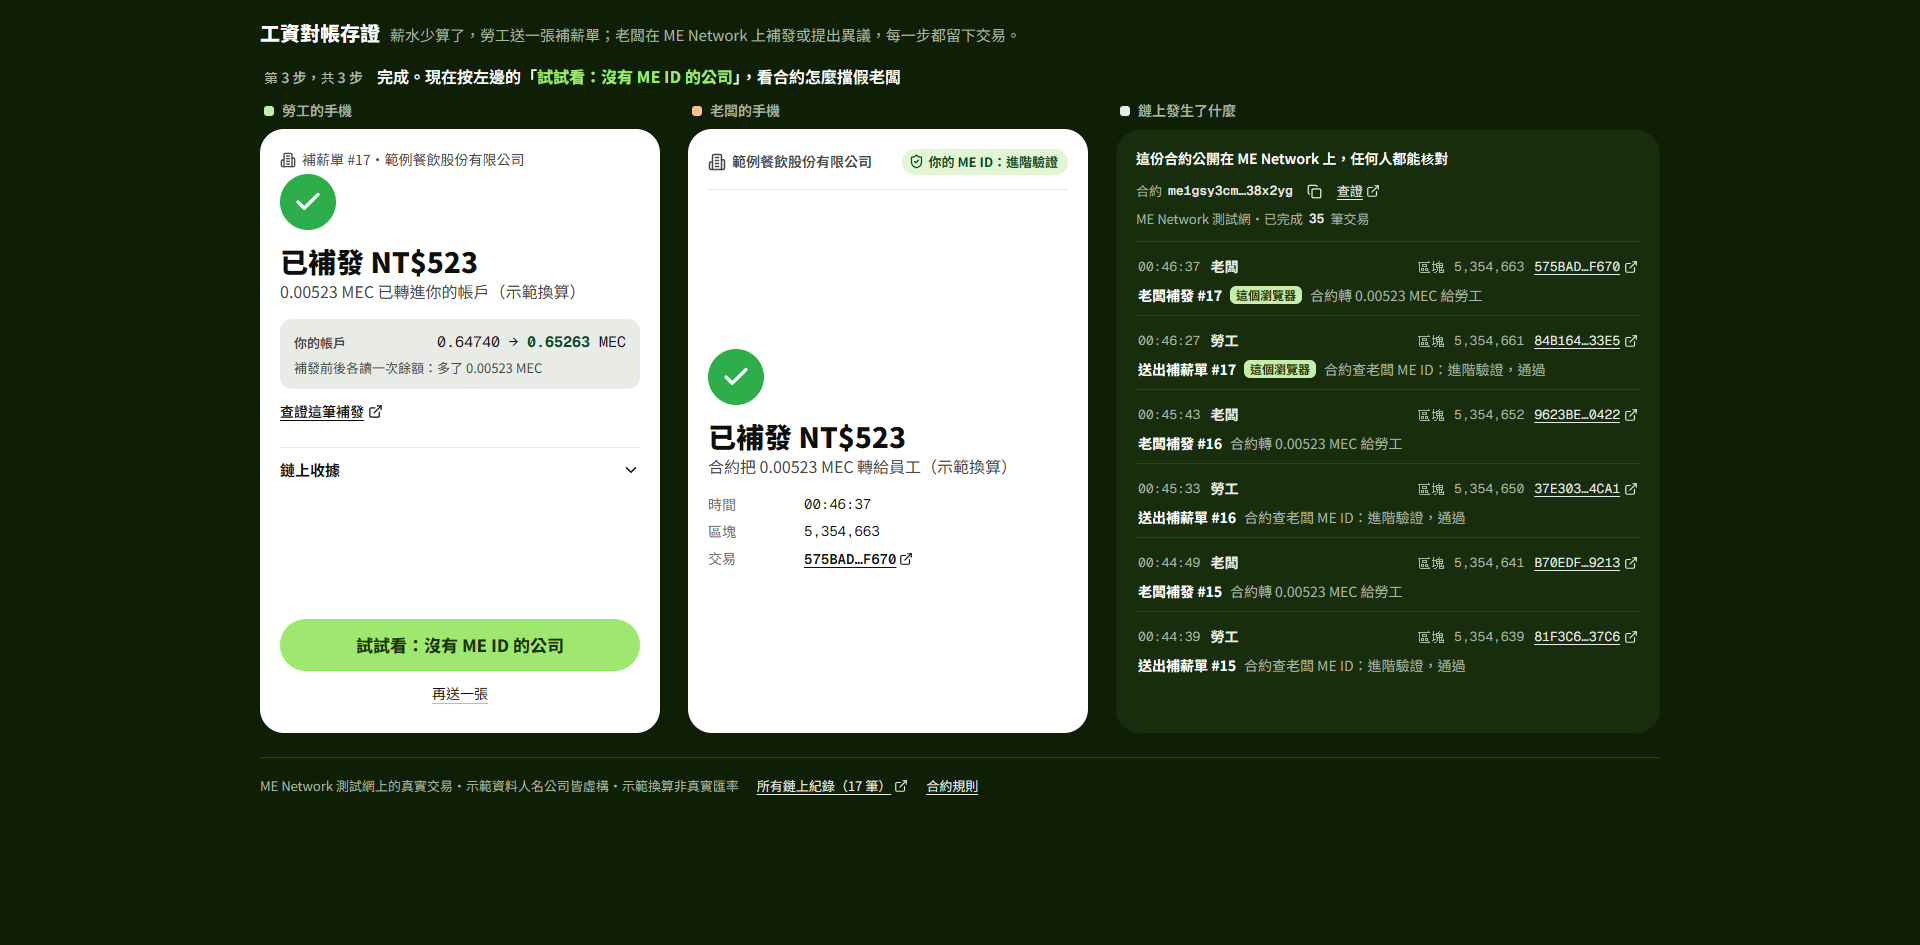 工資對帳存證 薪水少算了，勞工送一張補薪單；老闆在 ME Network 上補發或提出異議，每一步都留下交易。
第 3 步，共 3 步 完成。現在按左邊的「試試看：沒有 ME ID 的公司」，看合約怎麼擋假老闆
勞工的手機
補薪單 #17・範例餐飲股份有限公司
已補發 NT$523
0.00523 MEC 已轉進你的帳戶（示範換算）
你的帳戶 0.64740 → 0.65263 MEC
補發前後各讀一次餘額：多了 0.00523 MEC
查證這筆補發
鏈上收據
試試看：沒有 ME ID 的公司
再送一張
老闆的手機
範例餐飲股份有限公司 你的 ME ID：進階驗證
已補發 NT$523
合約把 0.00523 MEC 轉給員工（示範換算）
時間 00:46:37
區塊 5,354,663
交易 575BAD…F670
鏈上發生了什麼
這份合約公開在 ME Network 上，任何人都能核對
合約 me1gsy3cm…38x2yg 查證
ME Network 測試網・已完成 35 筆交易
00:46:37 老闆 區塊 5,354,663 575BAD…F670
老闆補發 #17 這個瀏覽器 合約轉 0.00523 MEC 給勞工
00:46:27 勞工 區塊 5,354,661 84B164…33E5
送出補薪單 #17 這個瀏覽器 合約查老闆 ME ID：進階驗證，通過
00:45:43 老闆 區塊 5,354,652 9623BE…0422
老闆補發 #16 合約轉 0.00523 MEC 給勞工
00:45:33 勞工 區塊 5,354,650 37E303…4CA1
送出補薪單 #16 合約查老闆 ME ID：進階驗證，通過
00:44:49 老闆 區塊 5,354,641 B70EDF…9213
老闆補發 #15 合約轉 0.00523 MEC 給勞工
00:44:39 勞工 區塊 5,354,639 81F3C6…37C6
送出補薪單 #15 合約查老闆 ME ID：進階驗證，通過
ME Network 測試網上的真實交易・示範資料人名公司皆虛構・示範換算非真實匯率 所有鏈上紀錄（17 筆） 合約規則